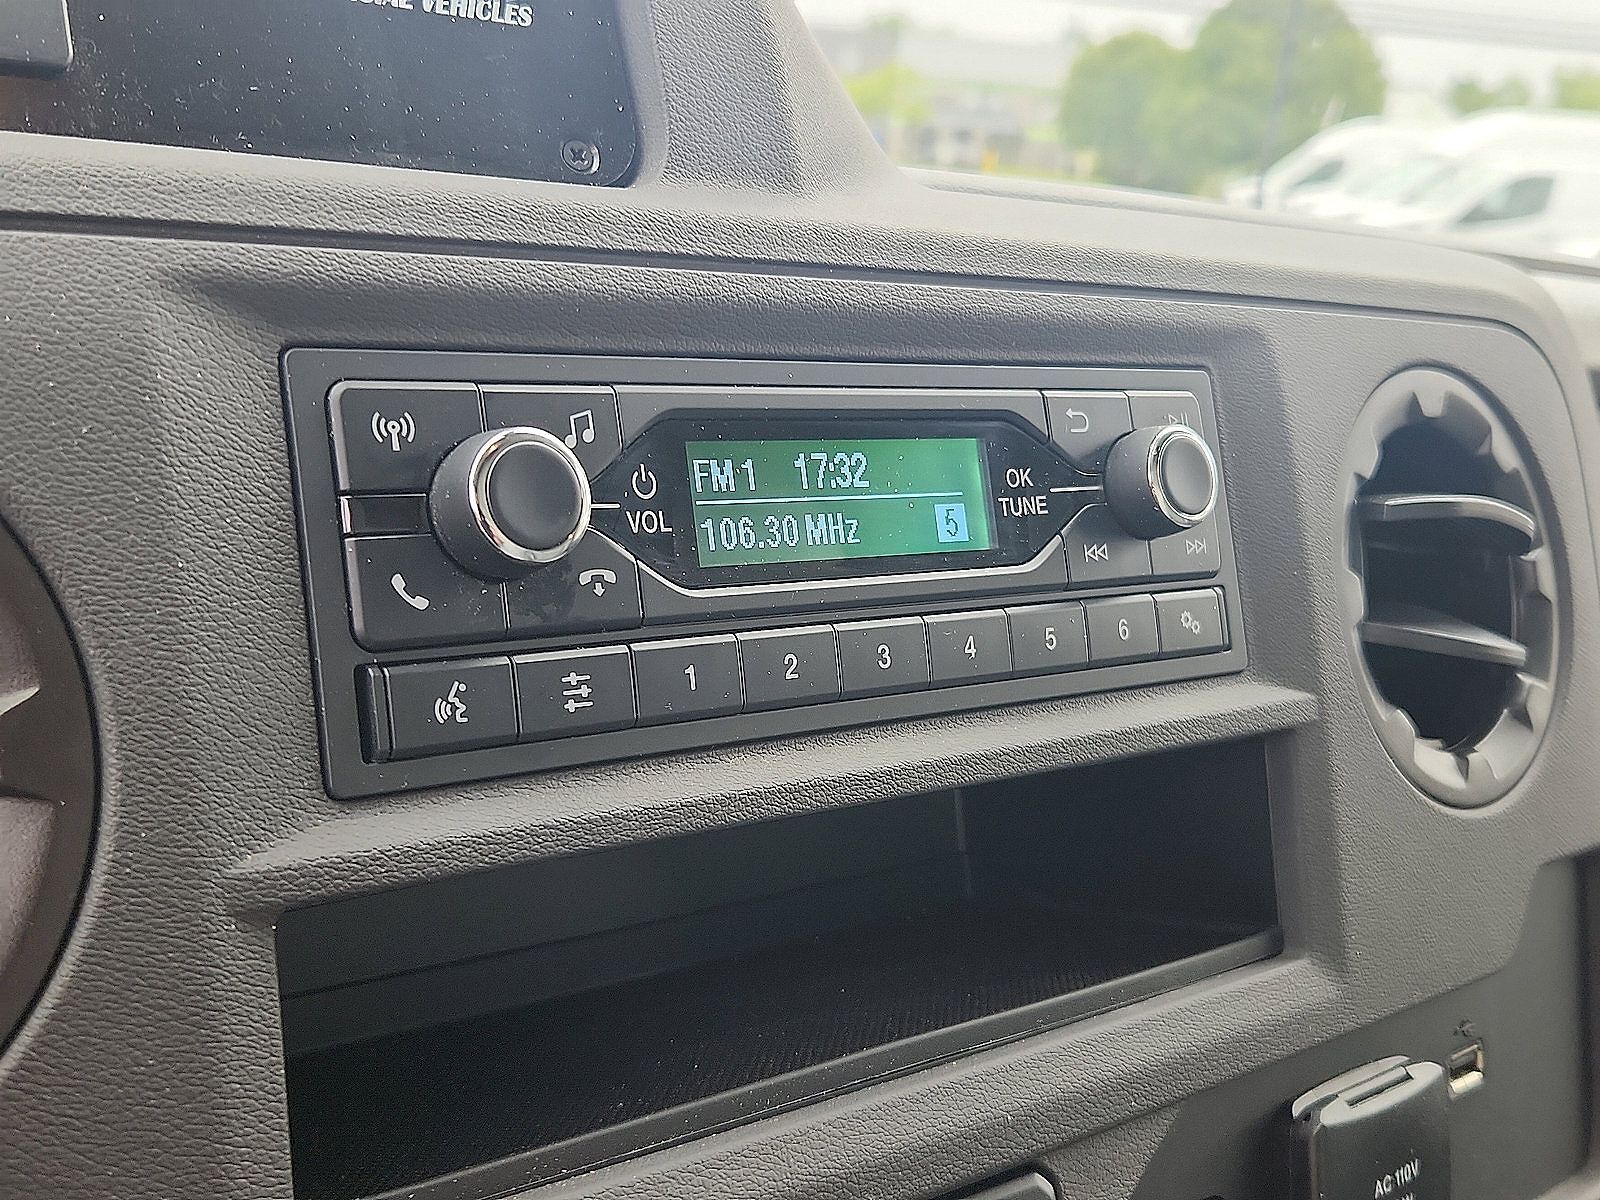 VEHICLES
FM 1 17:32
106.30 MHz 5
VOL
OK
TUNE
1 2 3 4 5 6
AC 110V